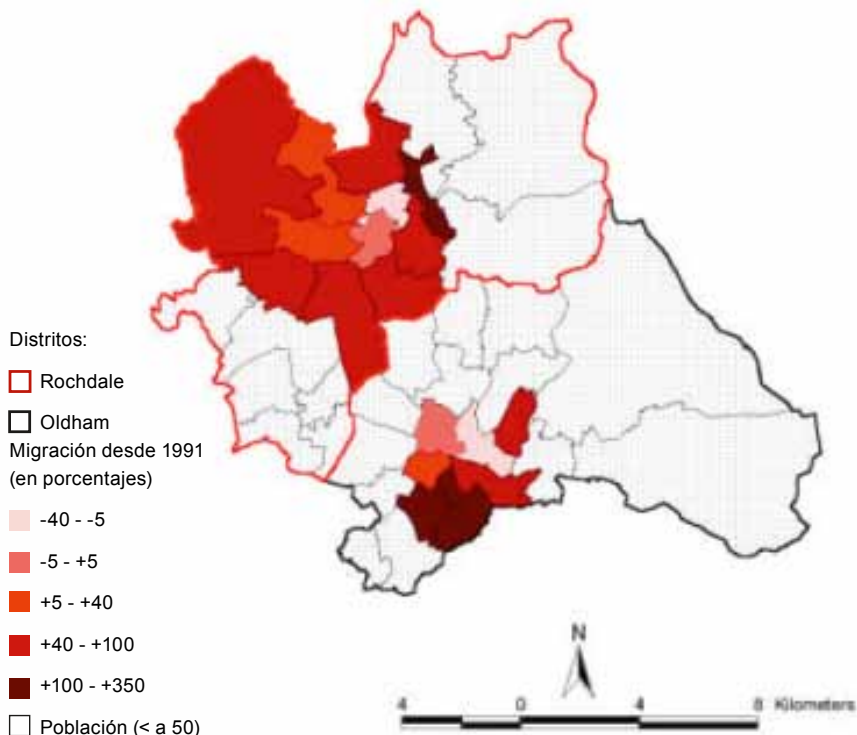 Distritos:
Rochdale
Oldham
Migración desde 1991
(en porcentajes)
-40 - -5
-5 - +5
+5 - +40
+40 - +100
+100 - +350
Población (< a 50)
N
4 0 4 8 Kilometers